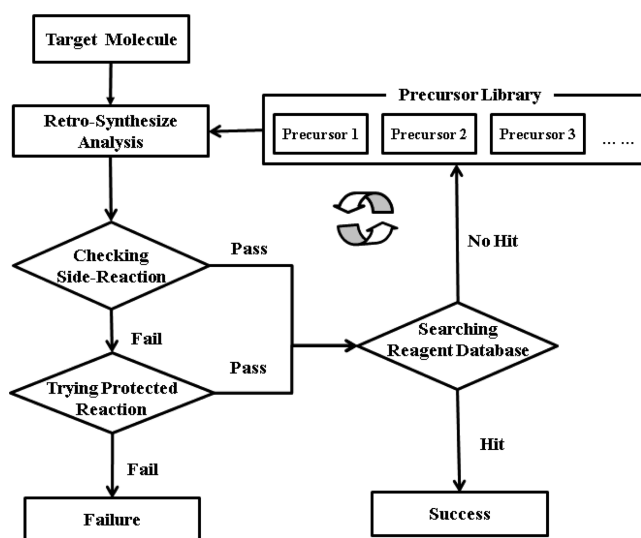 Target Molecule
Precursor Library
Retro-Synthesize
Analysis
Precursor 1
Precursor 2
Precursor 3
... ...
Checking
Side-Reaction
Pass
No Hit
Fail
Searching
Reagent Database
Trying Protected
Reaction
Pass
Hit
Fail
Failure
Success